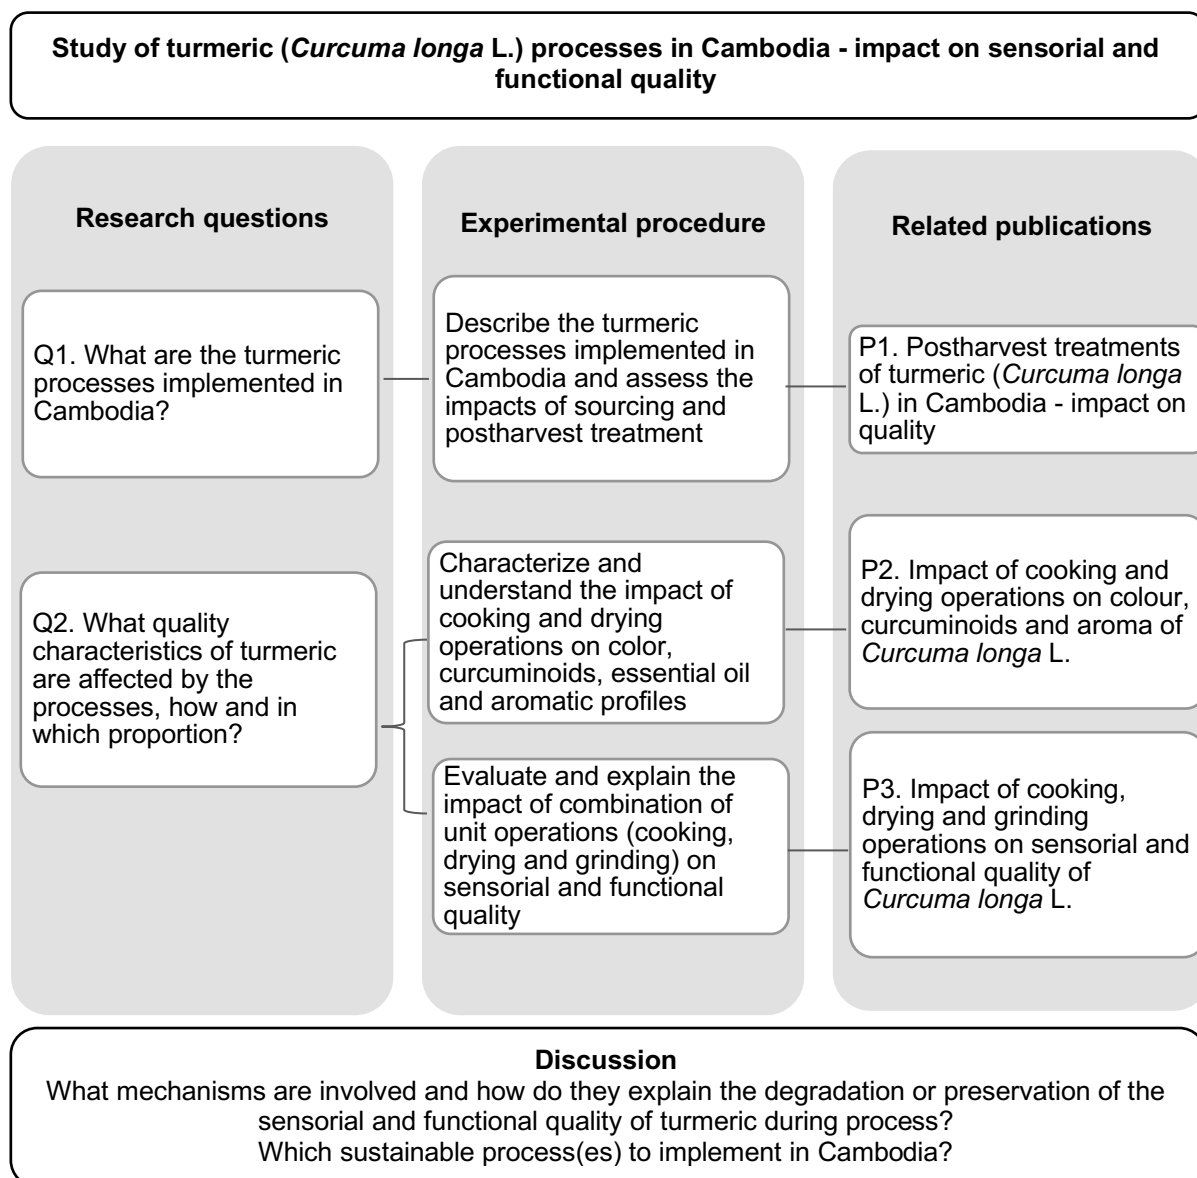 Study of turmeric (Curcuma longa L.) processes in Cambodia - impact on sensorial and
functional quality
Research questions
Q1. What are the turmeric
processes implemented in
Cambodia?
Q2. What quality
characteristics of turmeric
are affected by the
processes, how and in
which proportion?
Experimental procedure
Describe the turmeric
processes implemented in
Cambodia and assess the
impacts of sourcing and
postharvest treatment
Characterize and
understand the impact of
cooking and drying
operations on color,
curcuminoids, essential oil
and aromatic profiles
Evaluate and explain the
impact of combination of
unit operations (cooking,
drying and grinding) on
sensorial and functional
quality
Related publications
P1. Postharvest treatments
of turmeric (Curcuma longa
L.) in Cambodia - impact on
quality
P2. Impact of cooking and
drying operations on colour,
curcuminoids and aroma of
Curcuma longa L.
P3. Impact of cooking,
drying and grinding
operations on sensorial and
functional quality of
Curcuma longa L.
Discussion
What mechanisms are involved and how do they explain the degradation or preservation of the
sensorial and functional quality of turmeric during process?
Which sustainable process(es) to implement in Cambodia?